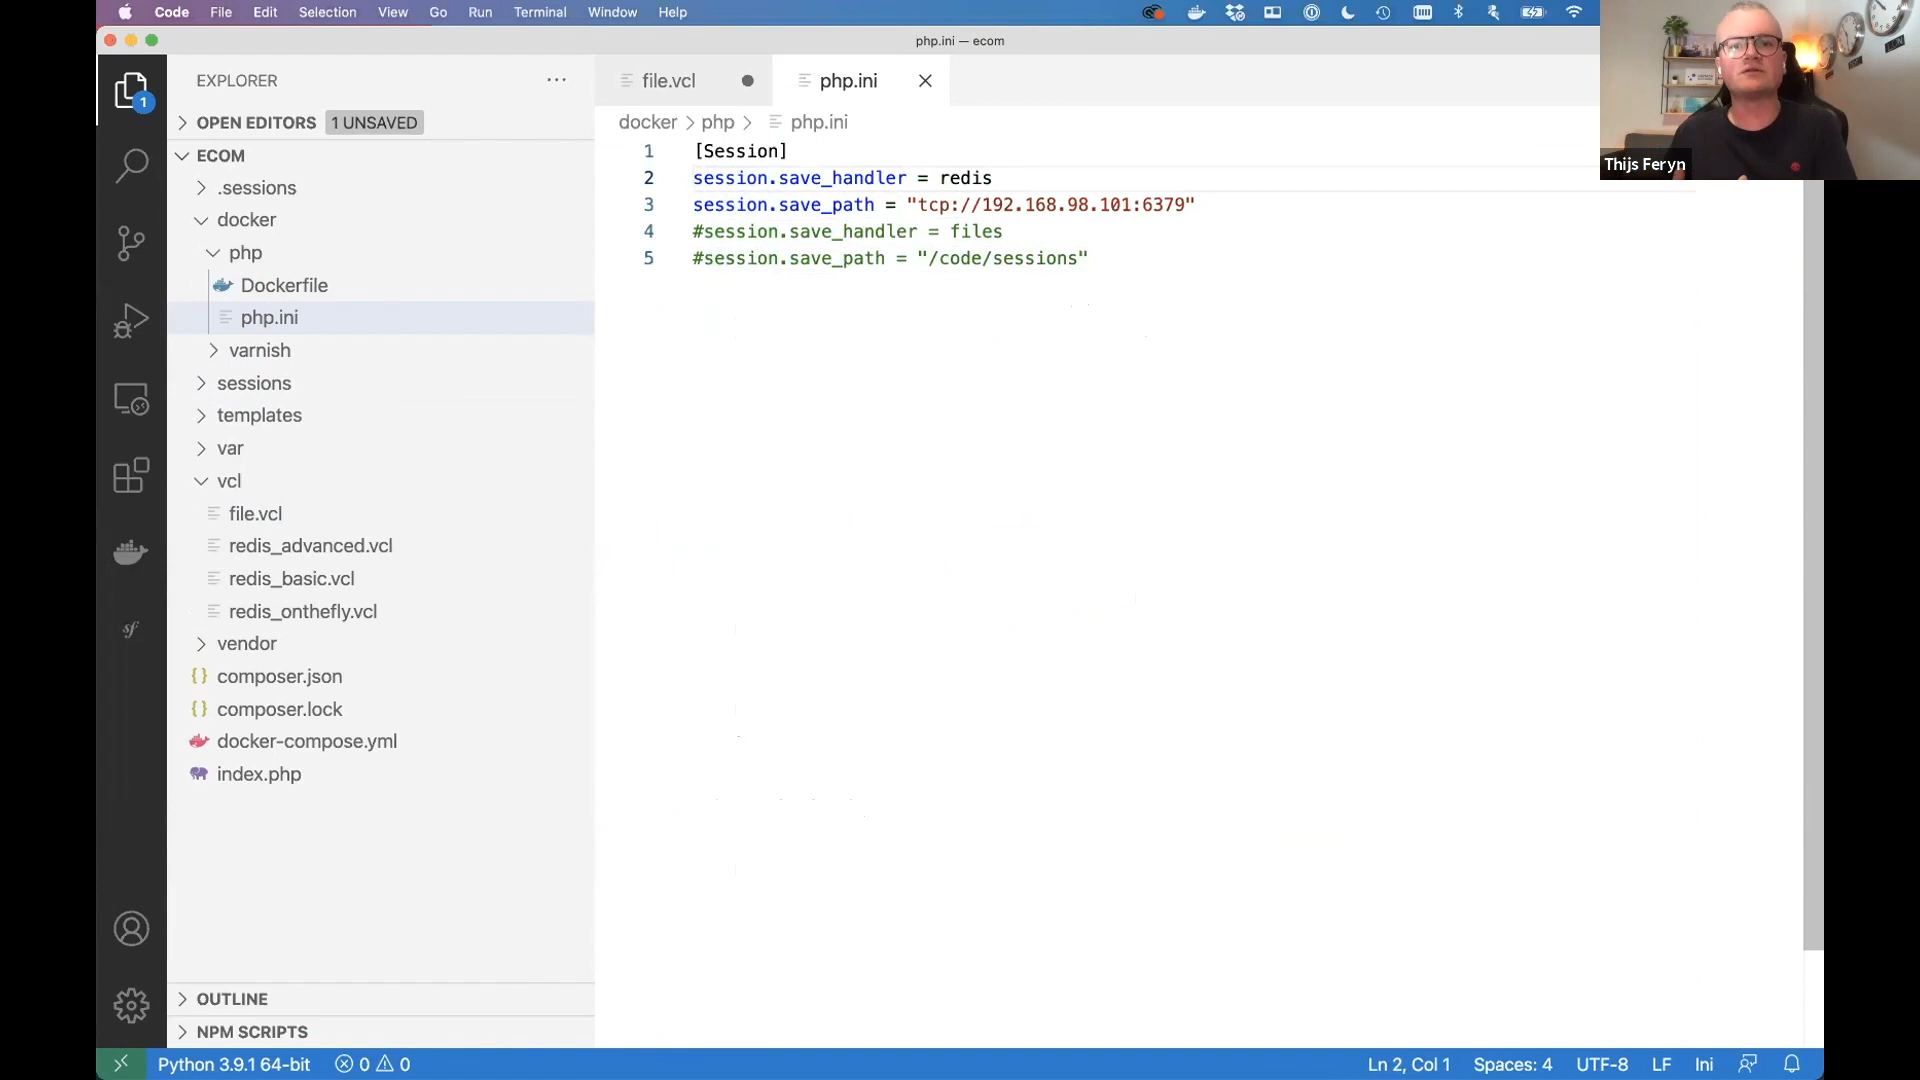 Code File Edit Selection View Go Run Terminal Window Help
php.ini — ecom
Thijs Feryn
EXPLORER
file.vcl
php.ini
1
OPEN EDITORS 1 UNSAVED
docker > php > php.ini
ECOM
.sessions
docker
php
Dockerfile
php.ini
varnish
sessions
templates
var
vcl
file.vcl
redis_advanced.vcl
redis_basic.vcl
redis_onthefly.vcl
vendor
composer.json
composer.lock
docker-compose.yml
index.php
OUTLINE
NPM SCRIPTS
1 [Session]
2 session.save_handler = redis
3 session.save_path = "tcp://192.168.98.101:6379"
4 #session.save_handler = files
5 #session.save_path = "/code/sessions"
Python 3.9.1 64-bit 0 0 Ln 2, Col 1 Spaces: 4 UTF-8 LF Ini